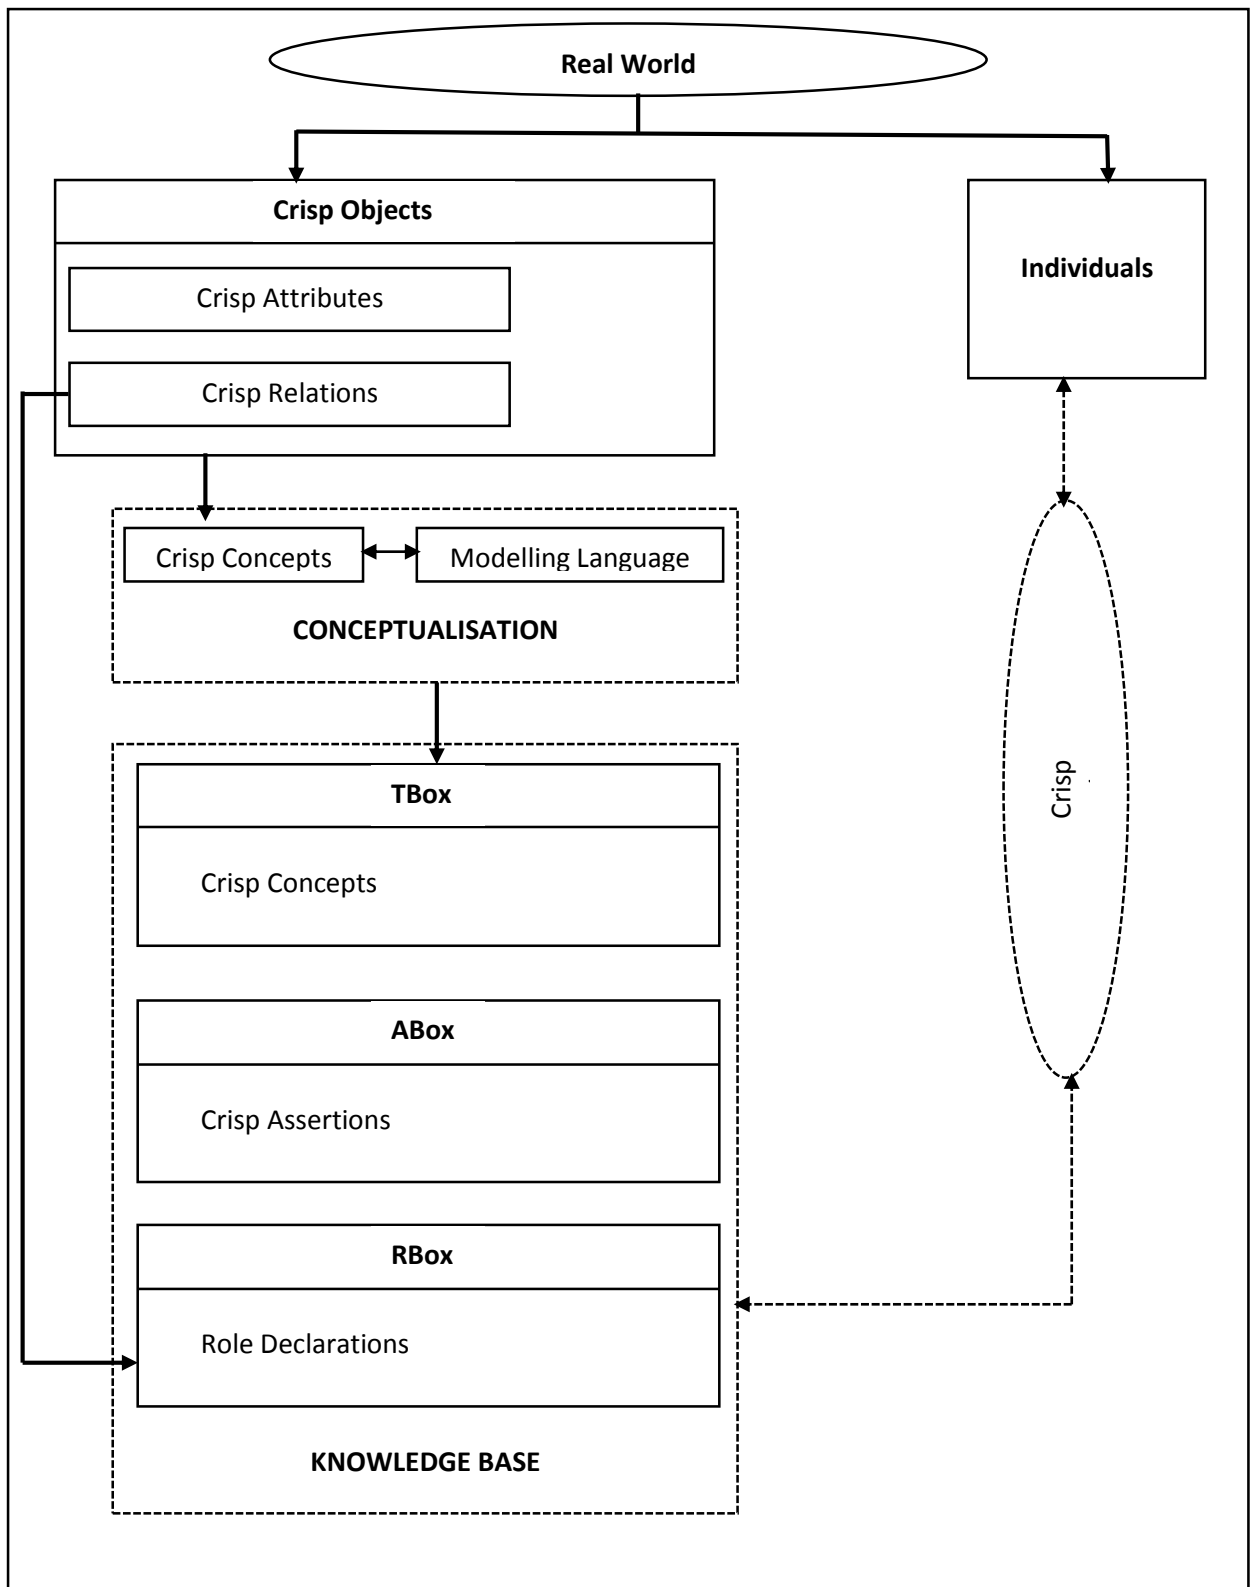 Real World
Crisp Objects
Individuals
Crisp Attributes
Crisp Relations
Crisp Concepts
Modelling Language
CONCEPTUALISATION
TBox
Crisp
Crisp Concepts
ABox
Crisp Assertions
RBox
Role Declarations
KNOWLEDGE BASE